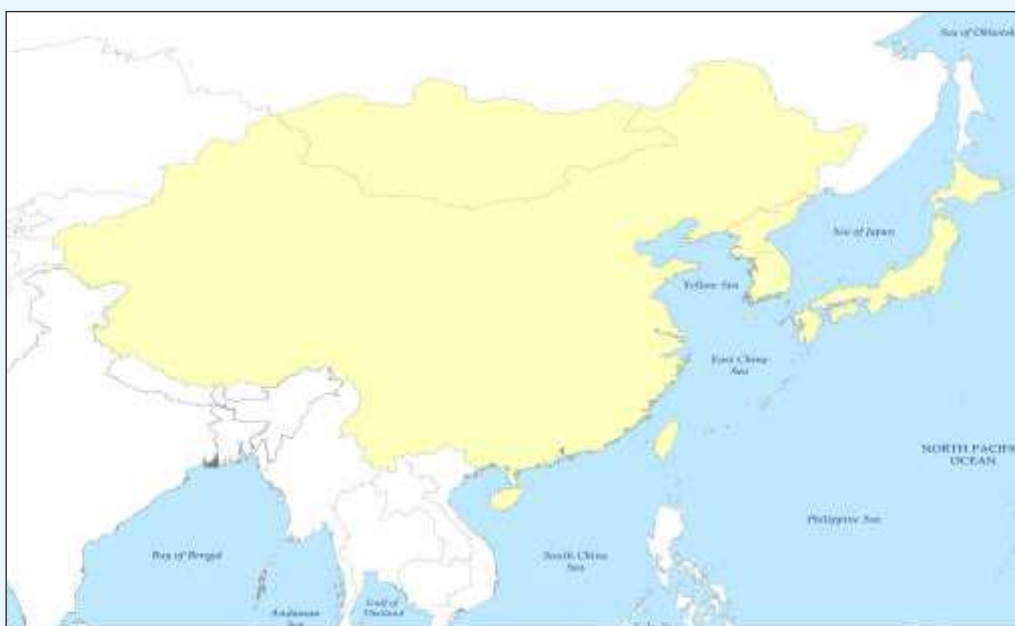 Sea of Okhotsk
Sea of Japan
Yellow Sea
East China
Sea
NORTH PACIFIC
OCEAN
Philippine Sea
Bay of Bengal
South China
Sea
Andaman
Gulf of
Thailand